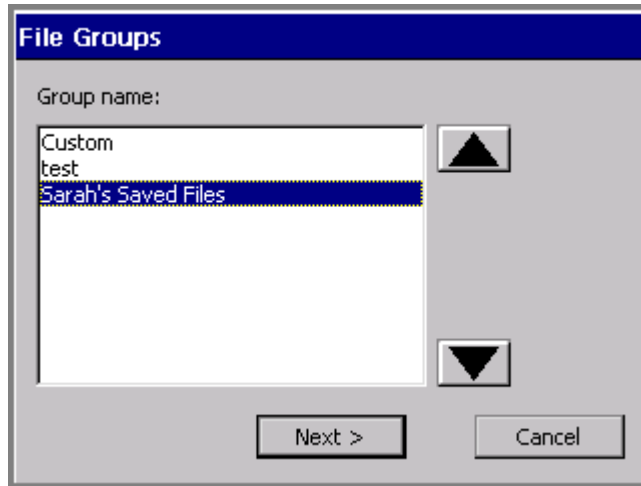 File Groups
Group name:
Custom
test
Sarah's Saved Files
Next >
Cancel